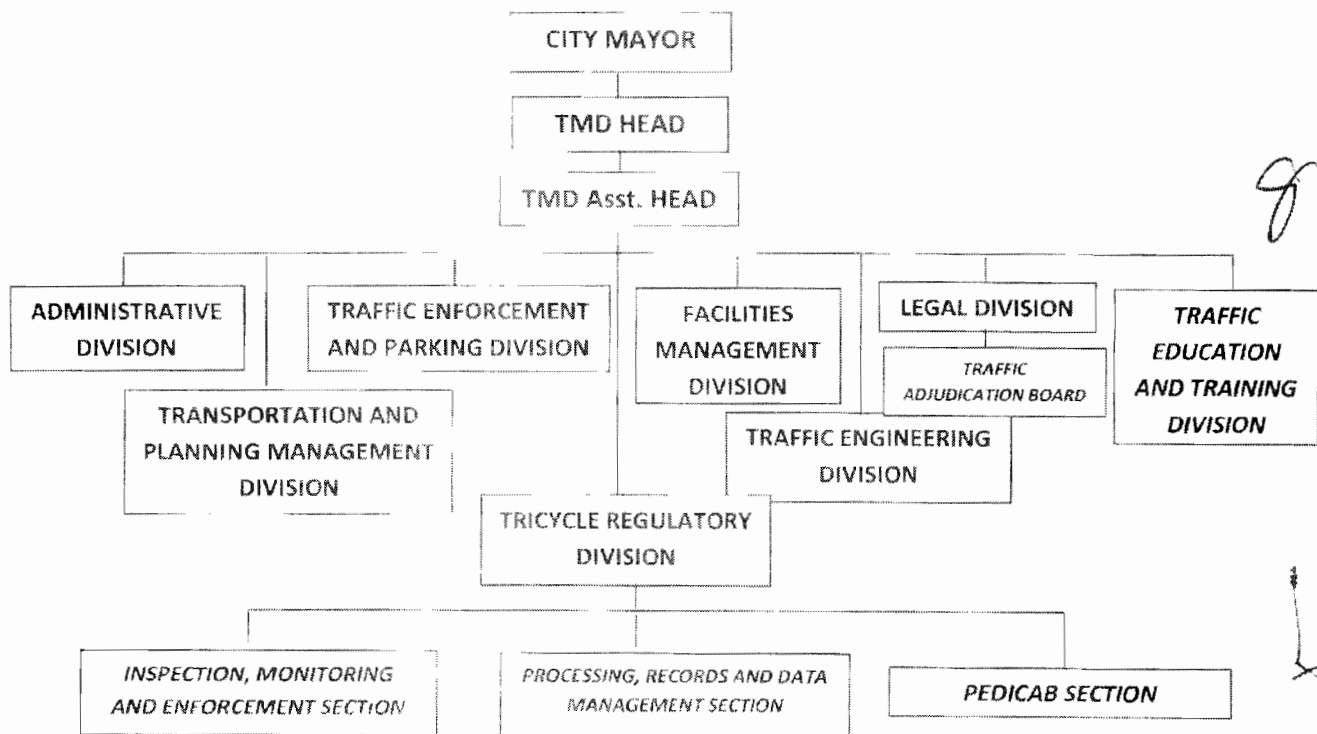 CITY MAYOR
TMD HEAD
TMD Asst. HEAD
ADMINISTRATIVE
DIVISION
TRAFFIC ENFORCEMENT
AND PARKING DIVISION
FACILITIES
MANAGEMENT
DIVISION
LEGAL DIVISION
TRAFFIC
ADJUDICATION BOARD
TRAFFIC
EDUCATION
AND TRAINING
DIVISION
TRANSPORTATION AND
PLANNING MANAGEMENT
DIVISION
TRAFFIC ENGINEERING
DIVISION
TRICYCLE REGULATORY
DIVISION
INSPECTION, MONITORING
AND ENFORCEMENT SECTION
PROCESSING, RECORDS AND DATA
MANAGEMENT SECTION
PEDICAB SECTION